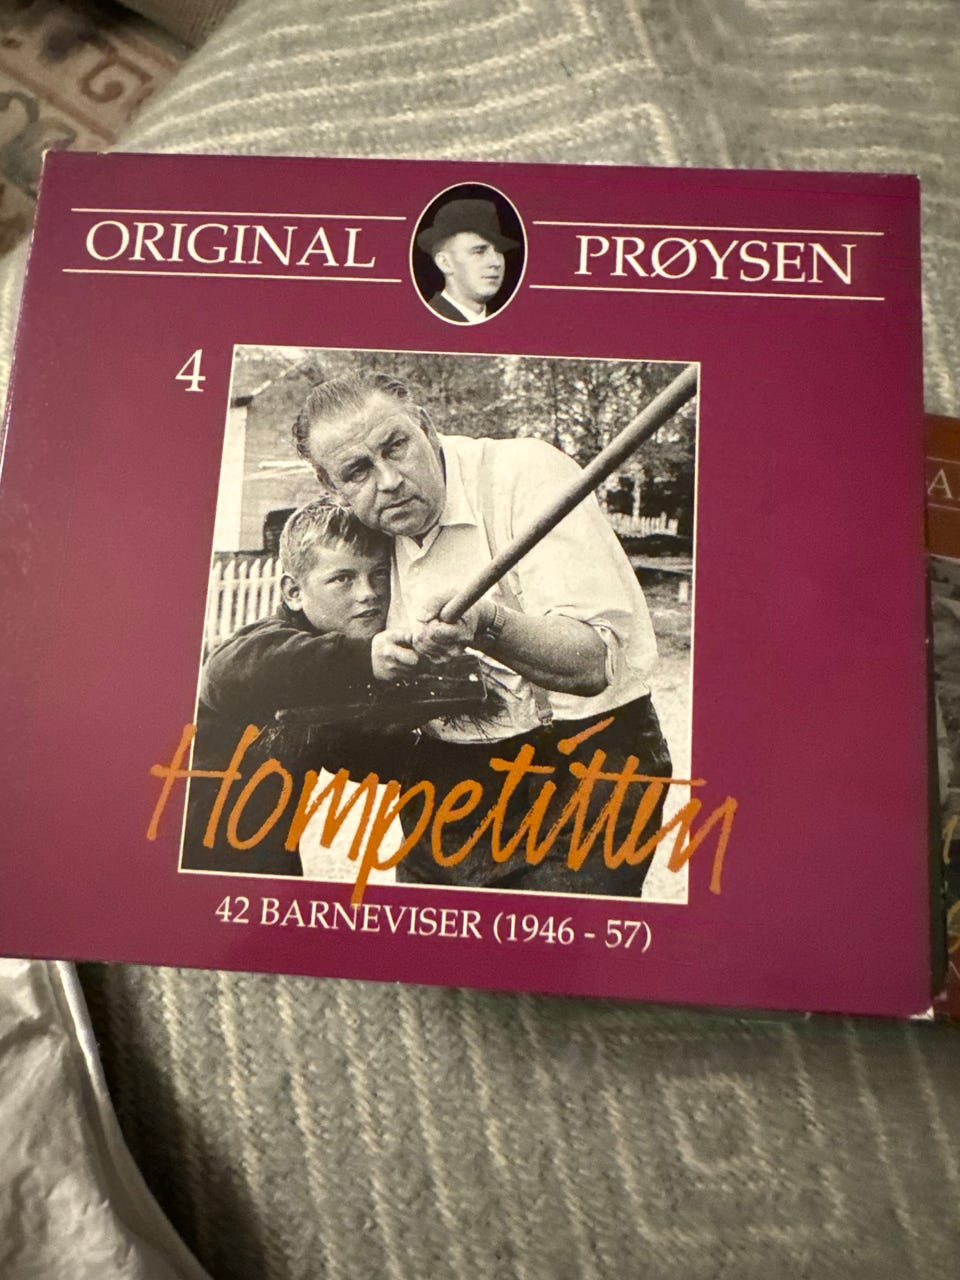 ORIGINAL PRØYSEN
4
Hompetitten
42 BARNEVISER (1946 - 57)